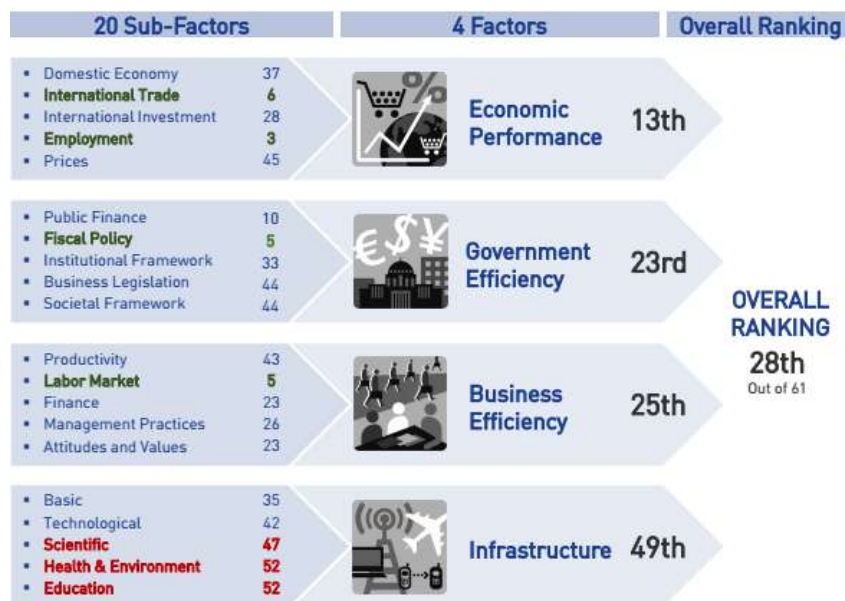 20 Sub-Factors 4 Factors Overall Ranking
▪ Domestic Economy 37
▪ International Trade 6
▪ International Investment 28
▪ Employment 3
▪ Prices 45
%
Economic
Performance
13th
▪ Public Finance 10
▪ Fiscal Policy 5
▪ Institutional Framework 33
▪ Business Legislation 44
▪ Societal Framework 44
€$¥
Government
Efficiency
23rd
▪ Productivity 43
▪ Labor Market 5
▪ Finance 23
▪ Management Practices 26
▪ Attitudes and Values 23
Business
Efficiency
25th
▪ Basic 35
▪ Technological 42
▪ Scientific 47
▪ Health & Environment 52
▪ Education 52
Infrastructure 49th
OVERALL
RANKING
28th
Out of 61